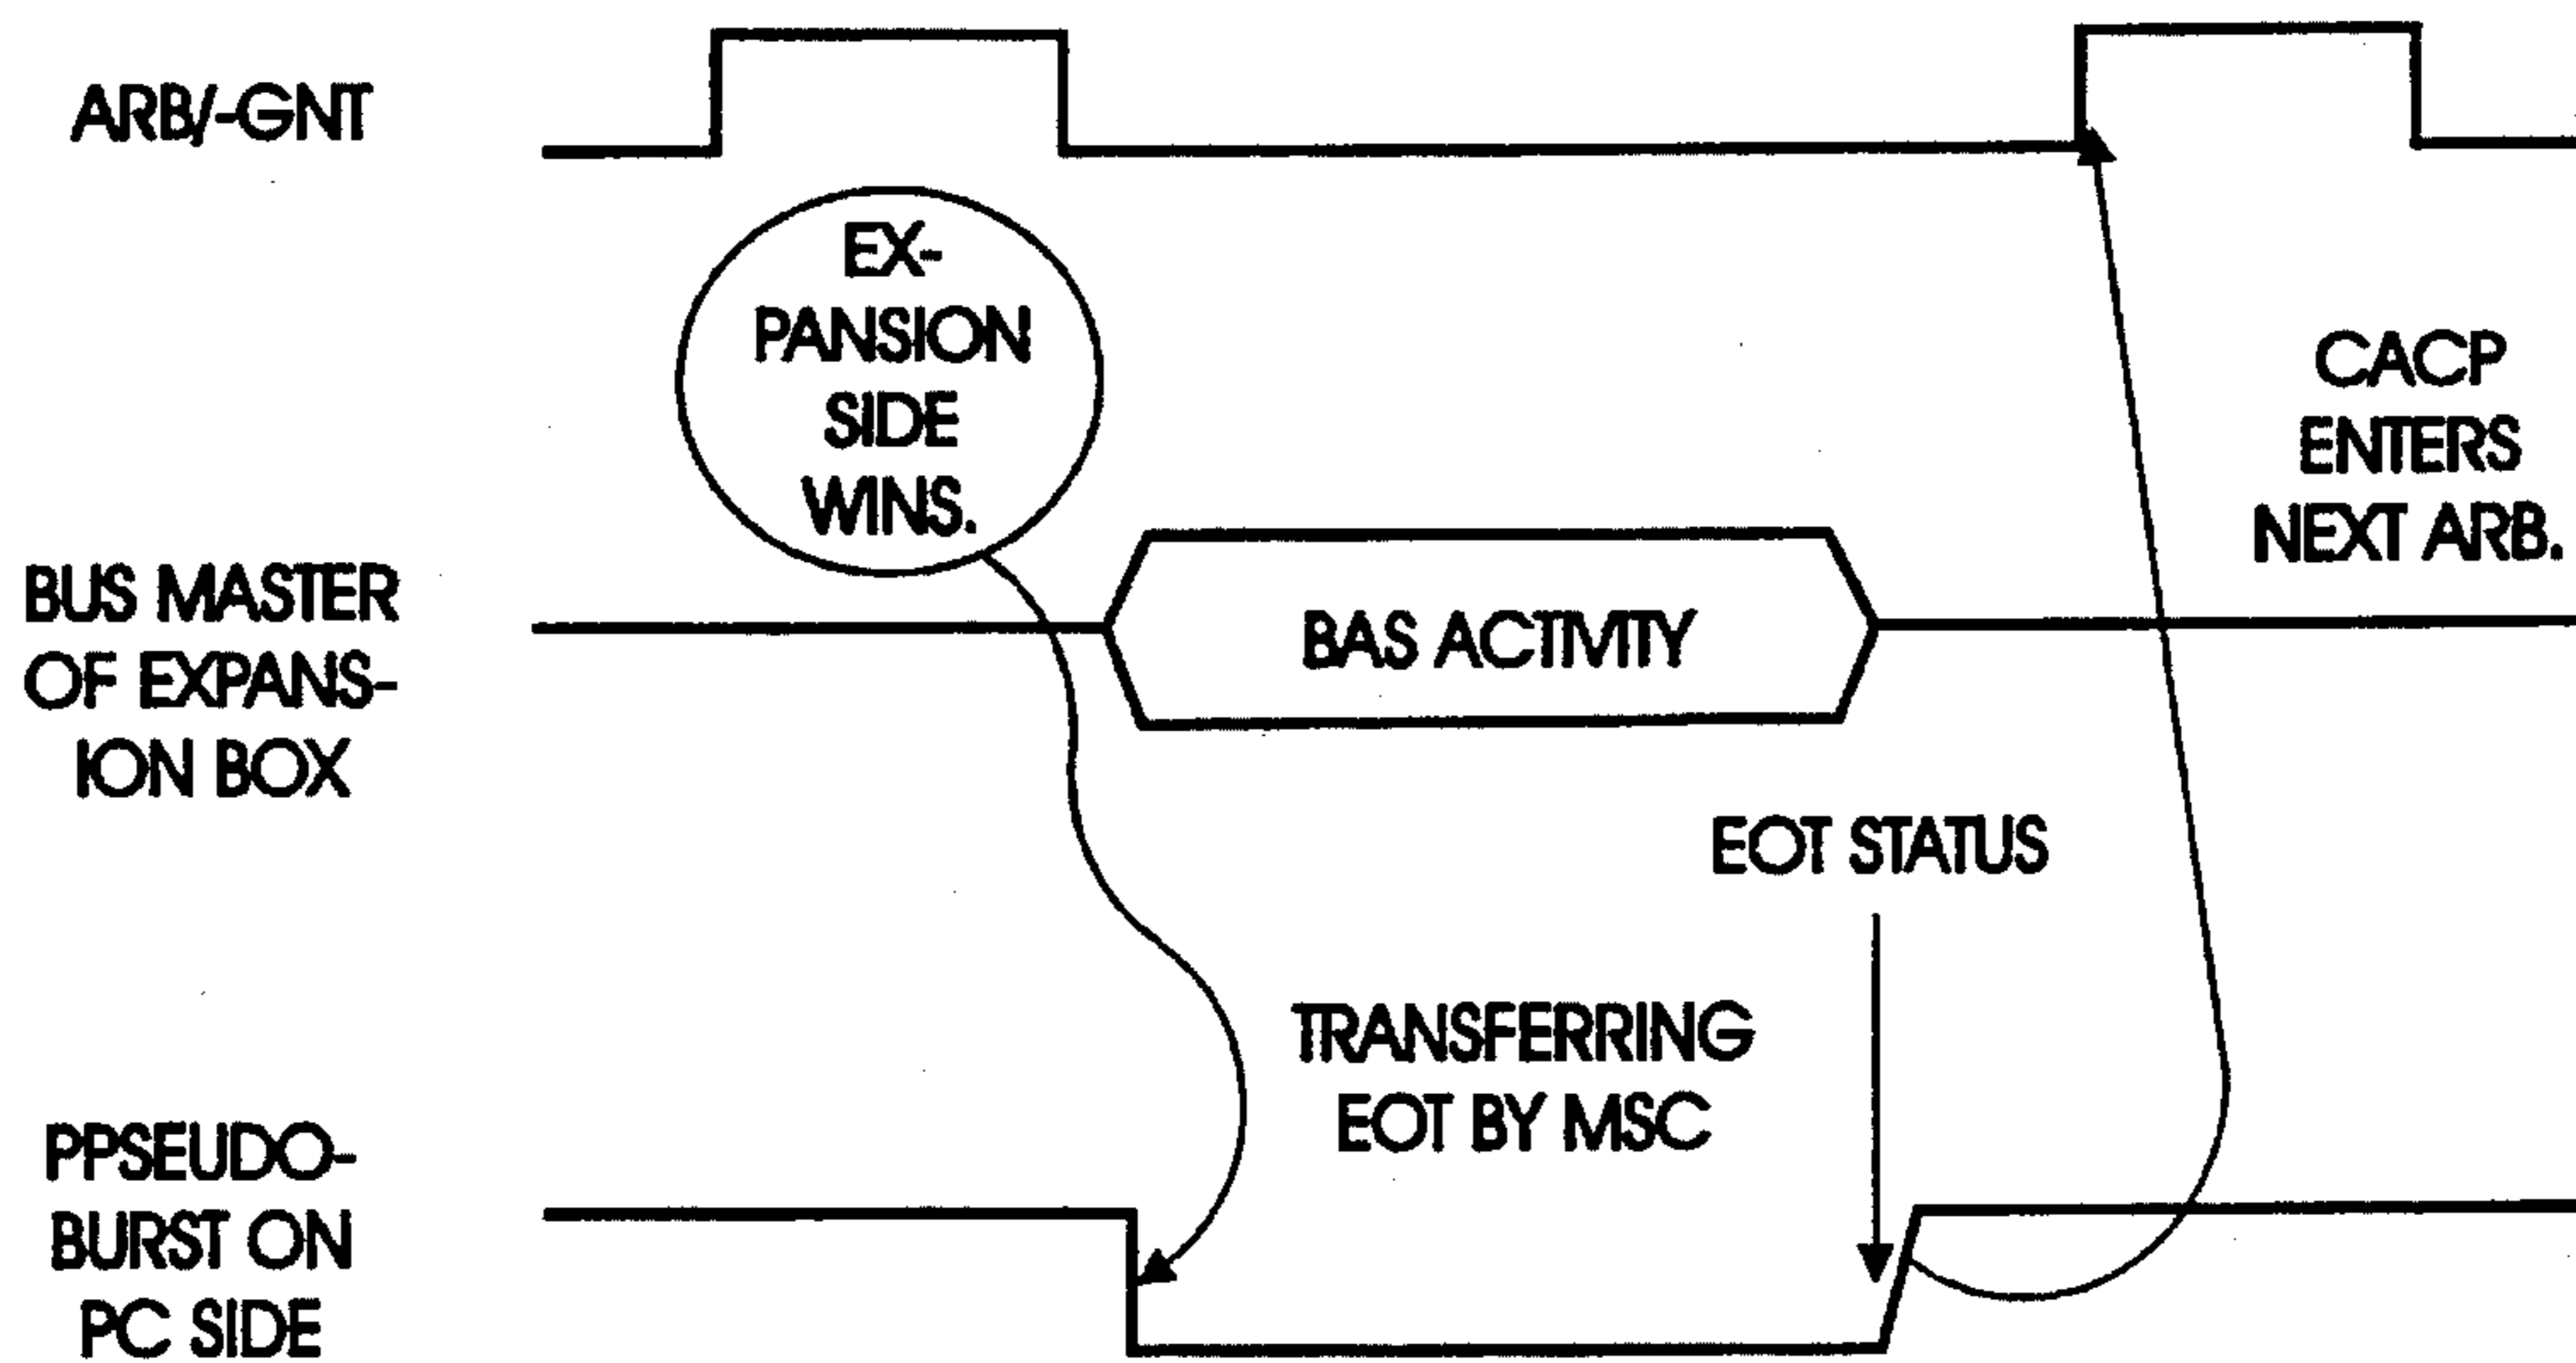 ARB/-GNT
EX-
PANSION
SIDE
WINS.
CACP
ENTERS
NEXT ARB.
BUS MASTER
OF EXPANS-
ION BOX
BAS ACTIVITY
EOT STATUS
TRANSFERRING
EOT BY MSC
PPSEUDO-
BURST ON
PC SIDE